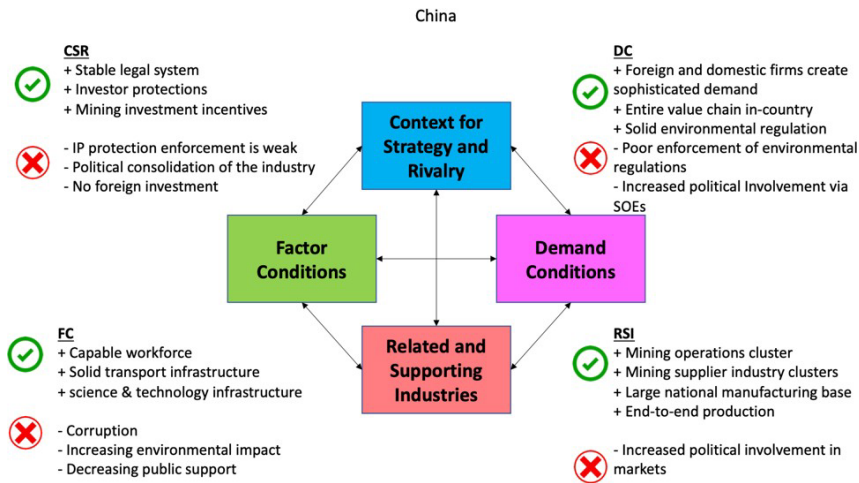 China
CSR
+ Stable legal system
+ Investor protections
+ Mining investment incentives
- IP protection enforcement is weak
- Political consolidation of the industry
- No foreign investment
DC
+ Foreign and domestic firms create
sophisticated demand
+ Entire value chain in-country
+ Solid environmental regulation
- Poor enforcement of environmental
regulations
- Increased political Involvement via
SOEs
Context for
Strategy and
Rivalry
Factor
Conditions
Demand
Conditions
Related and
Supporting
Industries
FC
+ Capable workforce
+ Solid transport infrastructure
+ science & technology infrastructure
- Corruption
- Increasing environmental impact
- Decreasing public support
RSI
+ Mining operations cluster
+ Mining supplier industry clusters
+ Large national manufacturing base
+ End-to-end production
- Increased political involvement in
markets